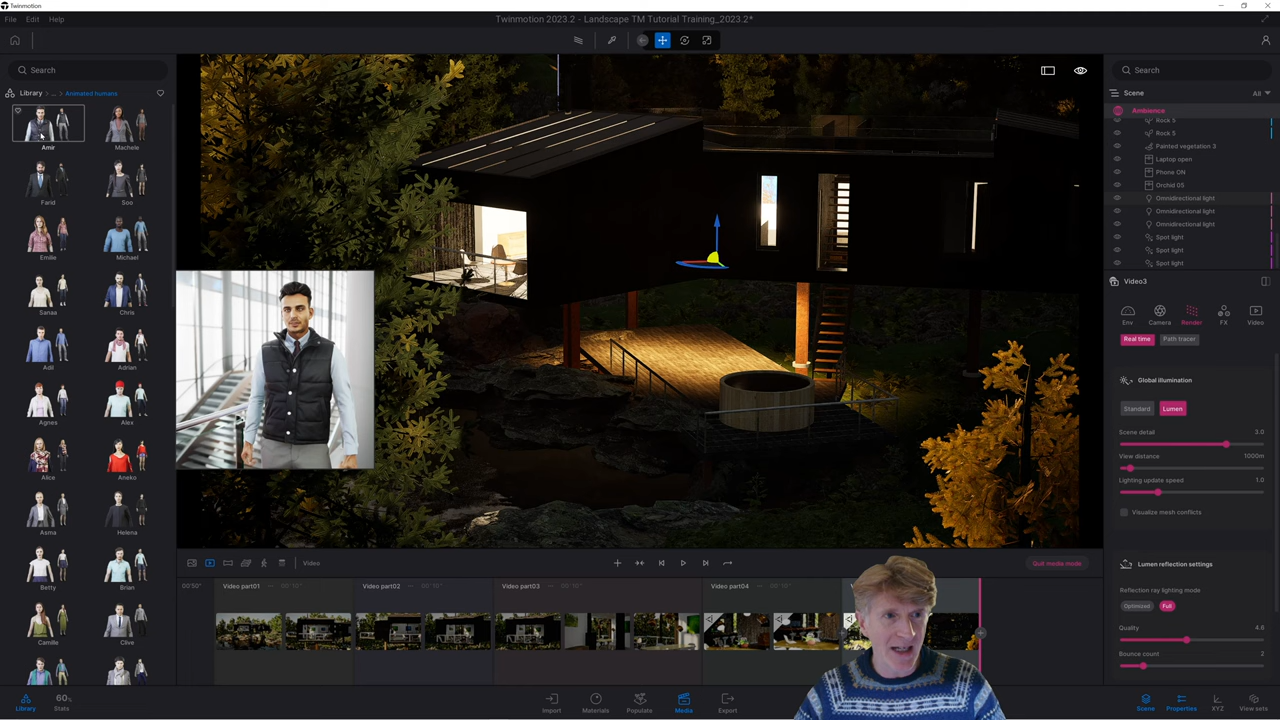 Twinmotion
File Edit Help
Twinmotion 2023.2 - Landscape TM Tutorial Training_2023.2*
Search
Library > ... > Animated humans
Amir
Machele
Farid
Soo
Emilie
Michael
Sanaa
Chris
Adil
Adrian
Agnes
Alex
Alice
Aneko
Asma
Helena
Betty
Brian
Camille
Clive
Search
Scene
All
Ambience
Rock 5
Rock 5
Painted vegetation 3
Laptop open
Phone ON
Orchid 05
Omnidirectional light
Omnidirectional light
Omnidirectional light
Spot light
Spot light
Spot light
Video3
Env Camera Render FX Video
Real time Path tracer
Global illumination
Standard Lumen
Scene detail 3.0
View distance 1000m
Lighting update speed 1.0
Visualize mesh conflicts
Lumen reflection settings
Reflection ray lighting mode
Optimized Full
Quality 4.6
Bounce count 2
Video
Quit media mode
Video part01
Video part02
Video part03
Video part04
Library
60%
Stats
Import Materials Populate Media Export
Scene Properties XYZ View sets